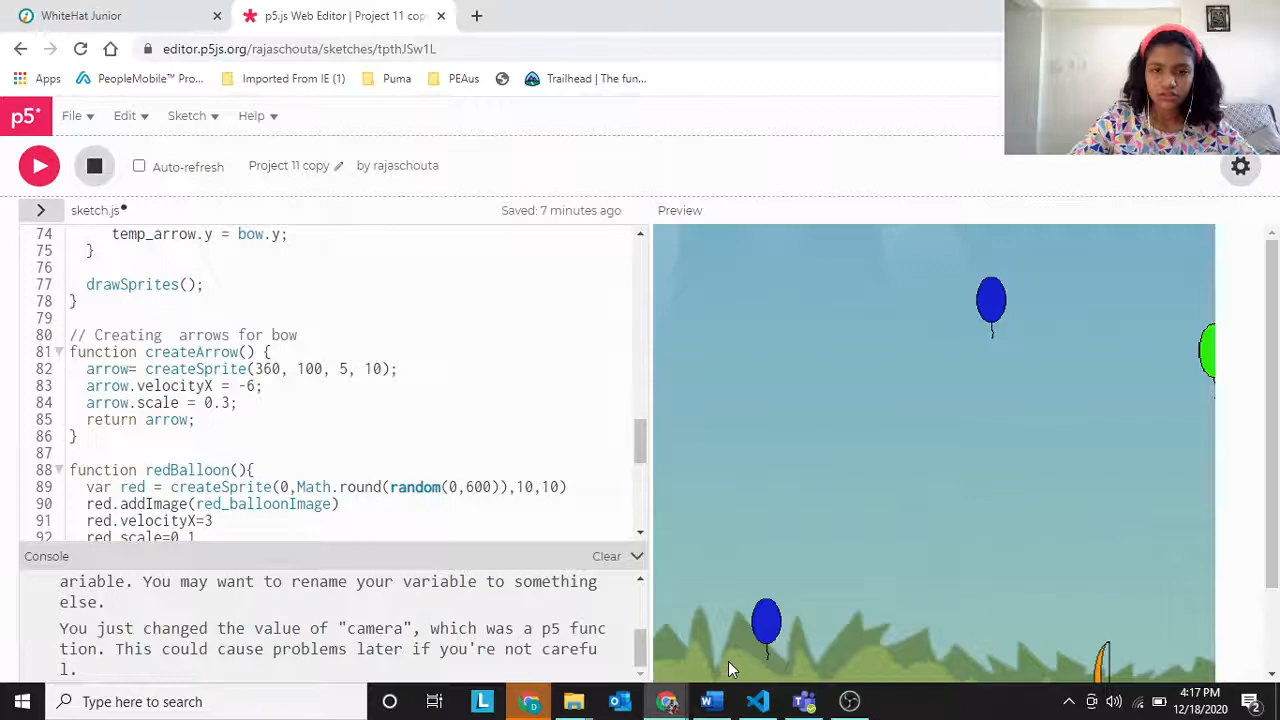 WhiteHat Junior
p5.js Web Editor | Project 11 cop
editor.p5js.org/rajaschouta/sketches/tpthJSw1L
Apps PeopleMobile™ Pro... Imported From IE (1) Puma PEAus Trailhead | The fun...
p5* File Edit Sketch Help
Auto-refresh Project 11 copy by rajaschouta
sketch.js Saved: 7 minutes ago Preview
74 temp_arrow.y = bow.y;
75 }
76
77 drawSprites();
78 }
79
80 // Creating  arrows for bow
81 function createArrow() {
82 arrow= createSprite(360, 100, 5, 10);
83 arrow.velocityX = -6;
84 arrow.scale = 0.3;
85 return arrow;
86 }
87
88 function redBalloon(){
89 var red = createSprite(0,Math.round(random(0,600)),10,10)
90 red.addImage(red_balloonImage)
91 red.velocityX=3
92 red.scale=0.1
Console Clear
ariable. You may want to rename your variable to something
else.
You just changed the value of "camera", which was a p5 func
tion. This could cause problems later if you're not carefu
l.
Type here to search
4:17 PM
12/18/2020
2